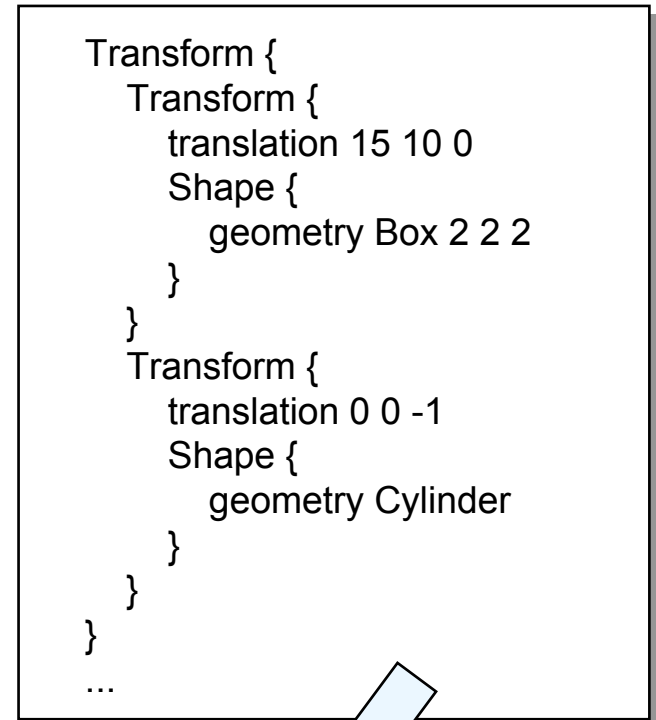 Transform {
Transform {
translation 15 10 0
Shape {
geometry Box 2 2 2
}
}
Transform {
translation 0 0 -1
Shape {
geometry Cylinder
}
}
}
...